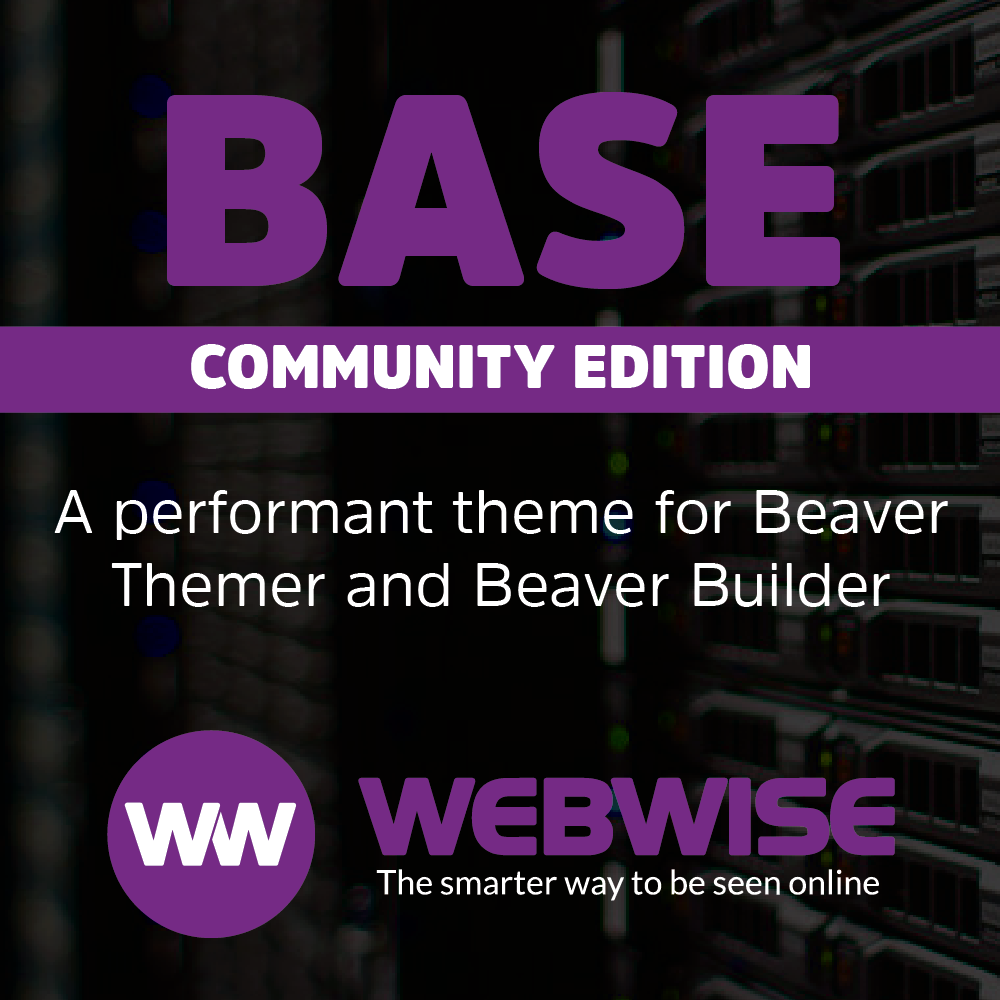 BASE
COMMUNITY EDITION
A performant theme for Beaver
Themer and Beaver Builder
WW
WEBWISE
The smarter way to be seen online